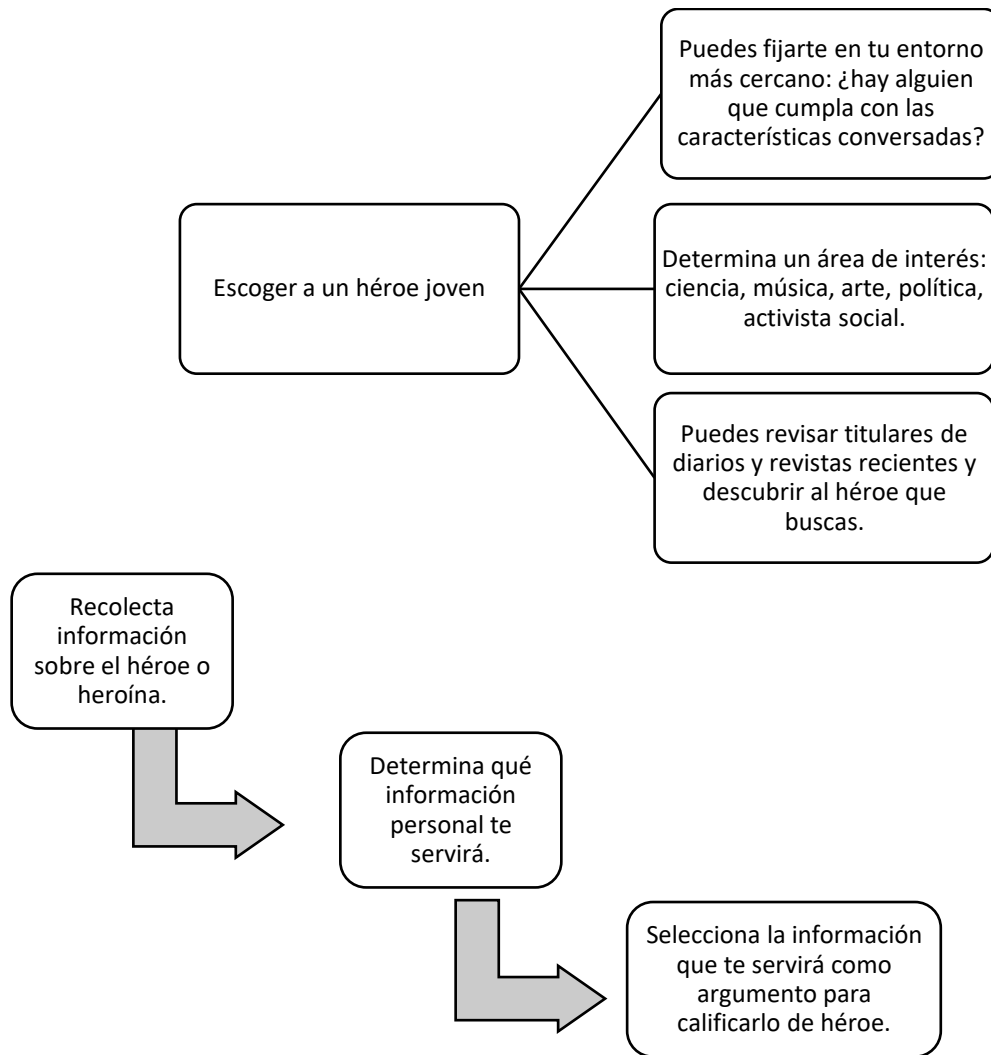 Puedes fijarte en tu entorno
más cercano: ¿hay alguien
que cumpla con las
características conversadas?
Escoger a un héroe joven
Determina un área de interés:
ciencia, música, arte, política,
activista social.
Puedes revisar titulares de
diarios y revistas recientes y
descubrir al héroe que
buscas.
Recolecta
información
sobre el héroe o
heroína.
Determina qué
información
personal te
servirá.
Selecciona la información
que te servirá como
argumento para
calificarlo de héroe.